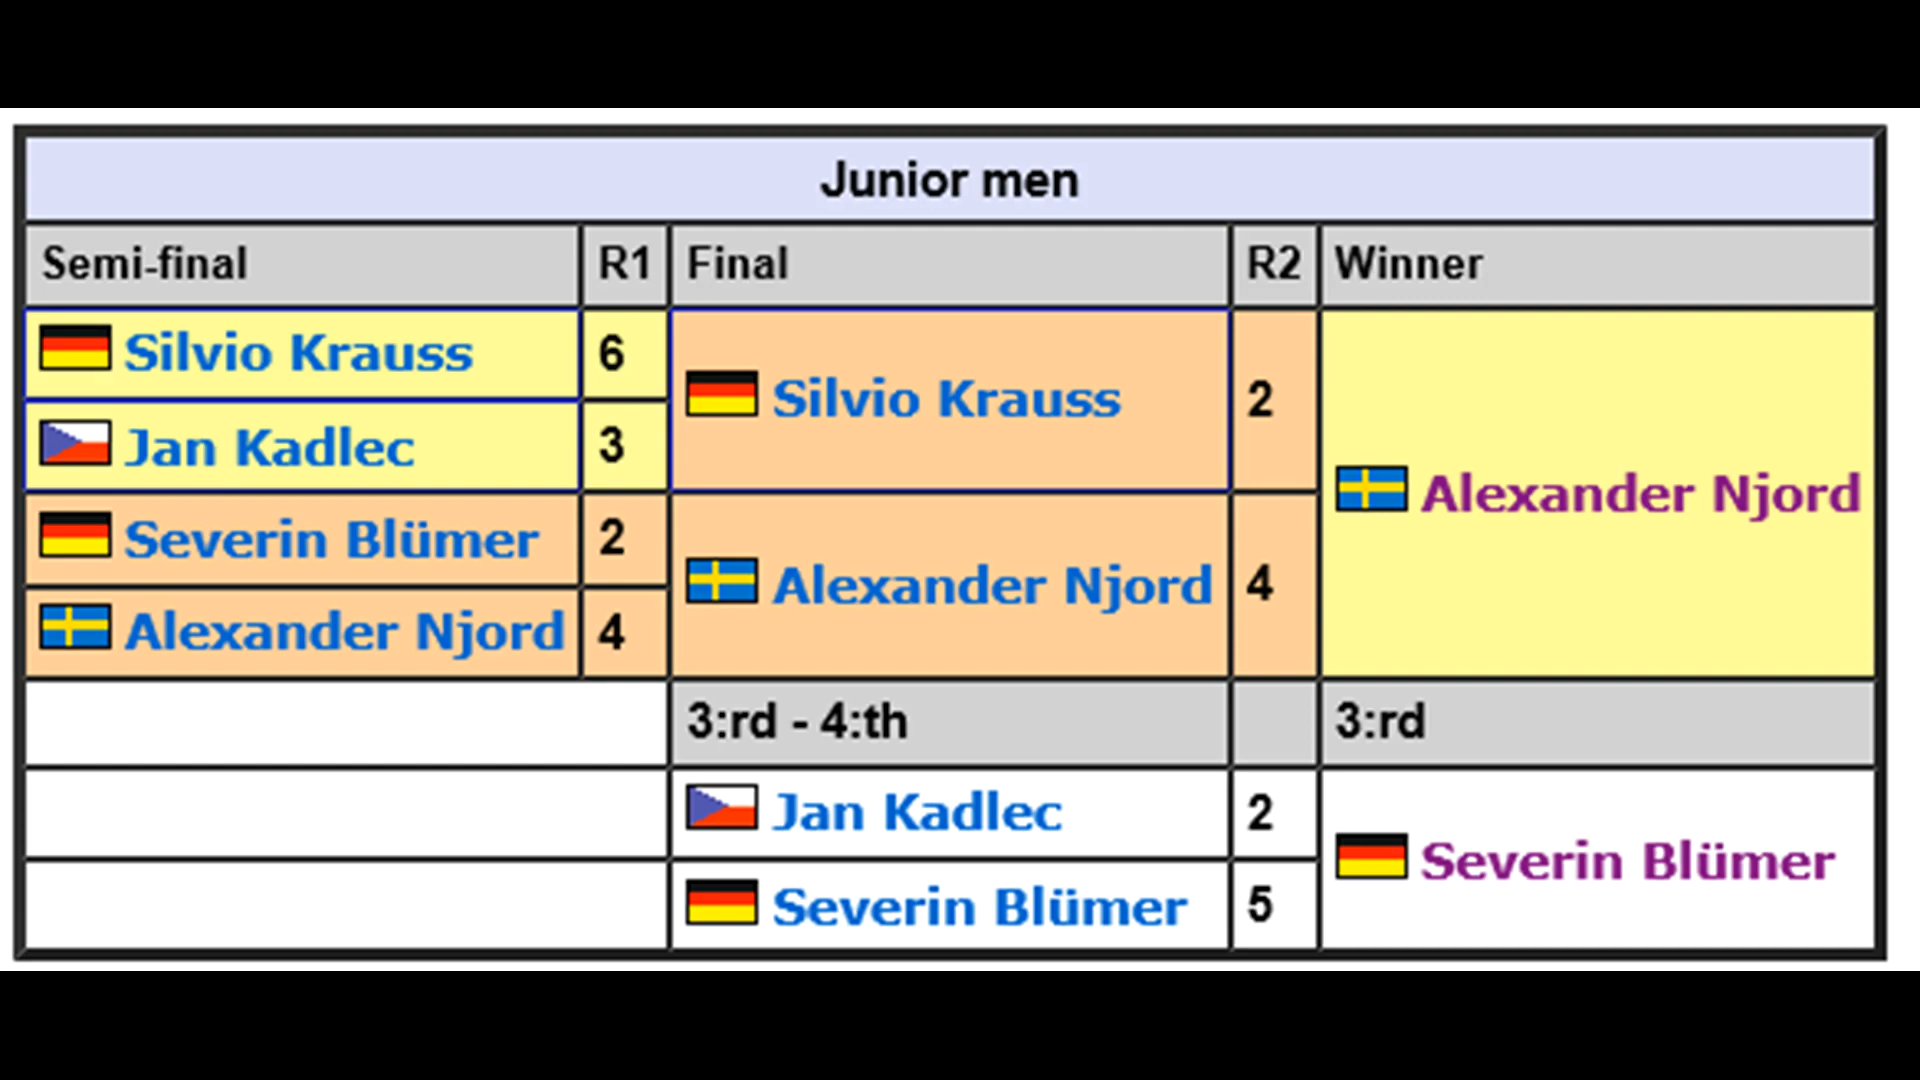 Junior men
Semi-final R1 Final R2 Winner
Silvio Krauss 6
Jan Kadlec 3
Silvio Krauss 2
Severin Blümer 2
Alexander Njord 4
Alexander Njord 4
Alexander Njord
3:rd - 4:th 3:rd
Jan Kadlec 2
Severin Blümer 5
Severin Blümer